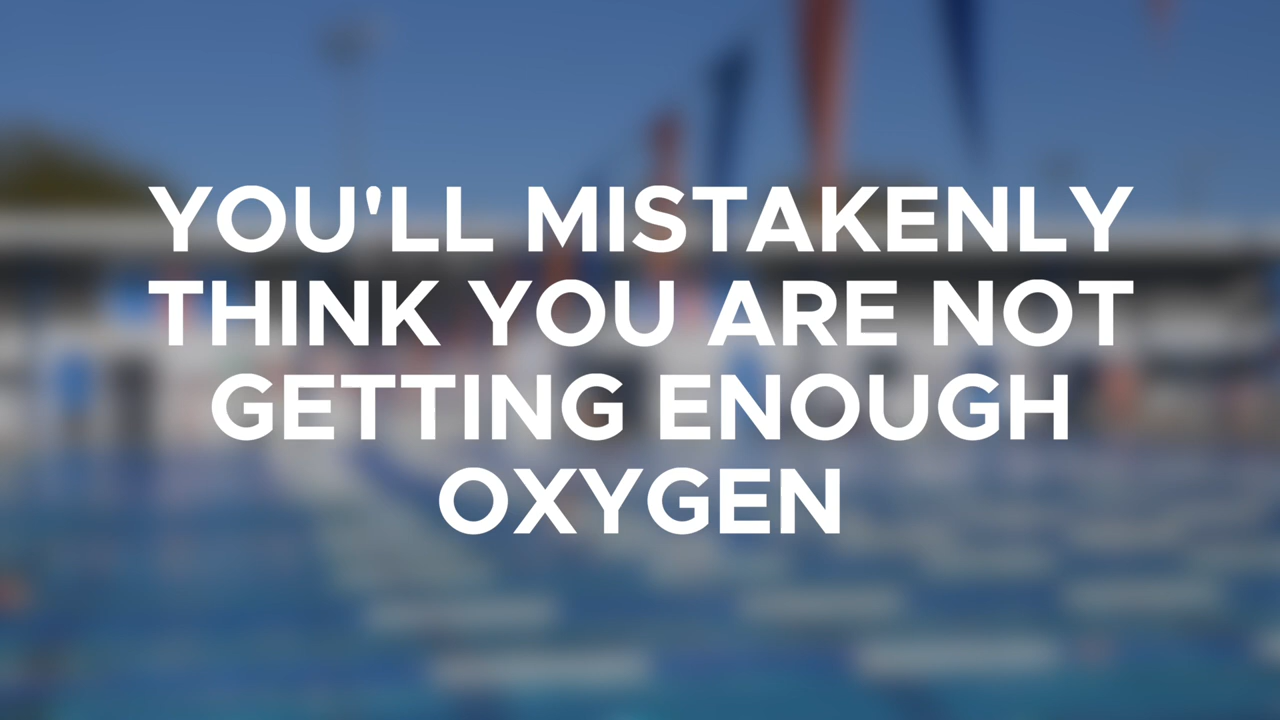 YOU'LL MISTAKENLY
THINK YOU ARE NOT
GETTING ENOUGH
OXYGEN